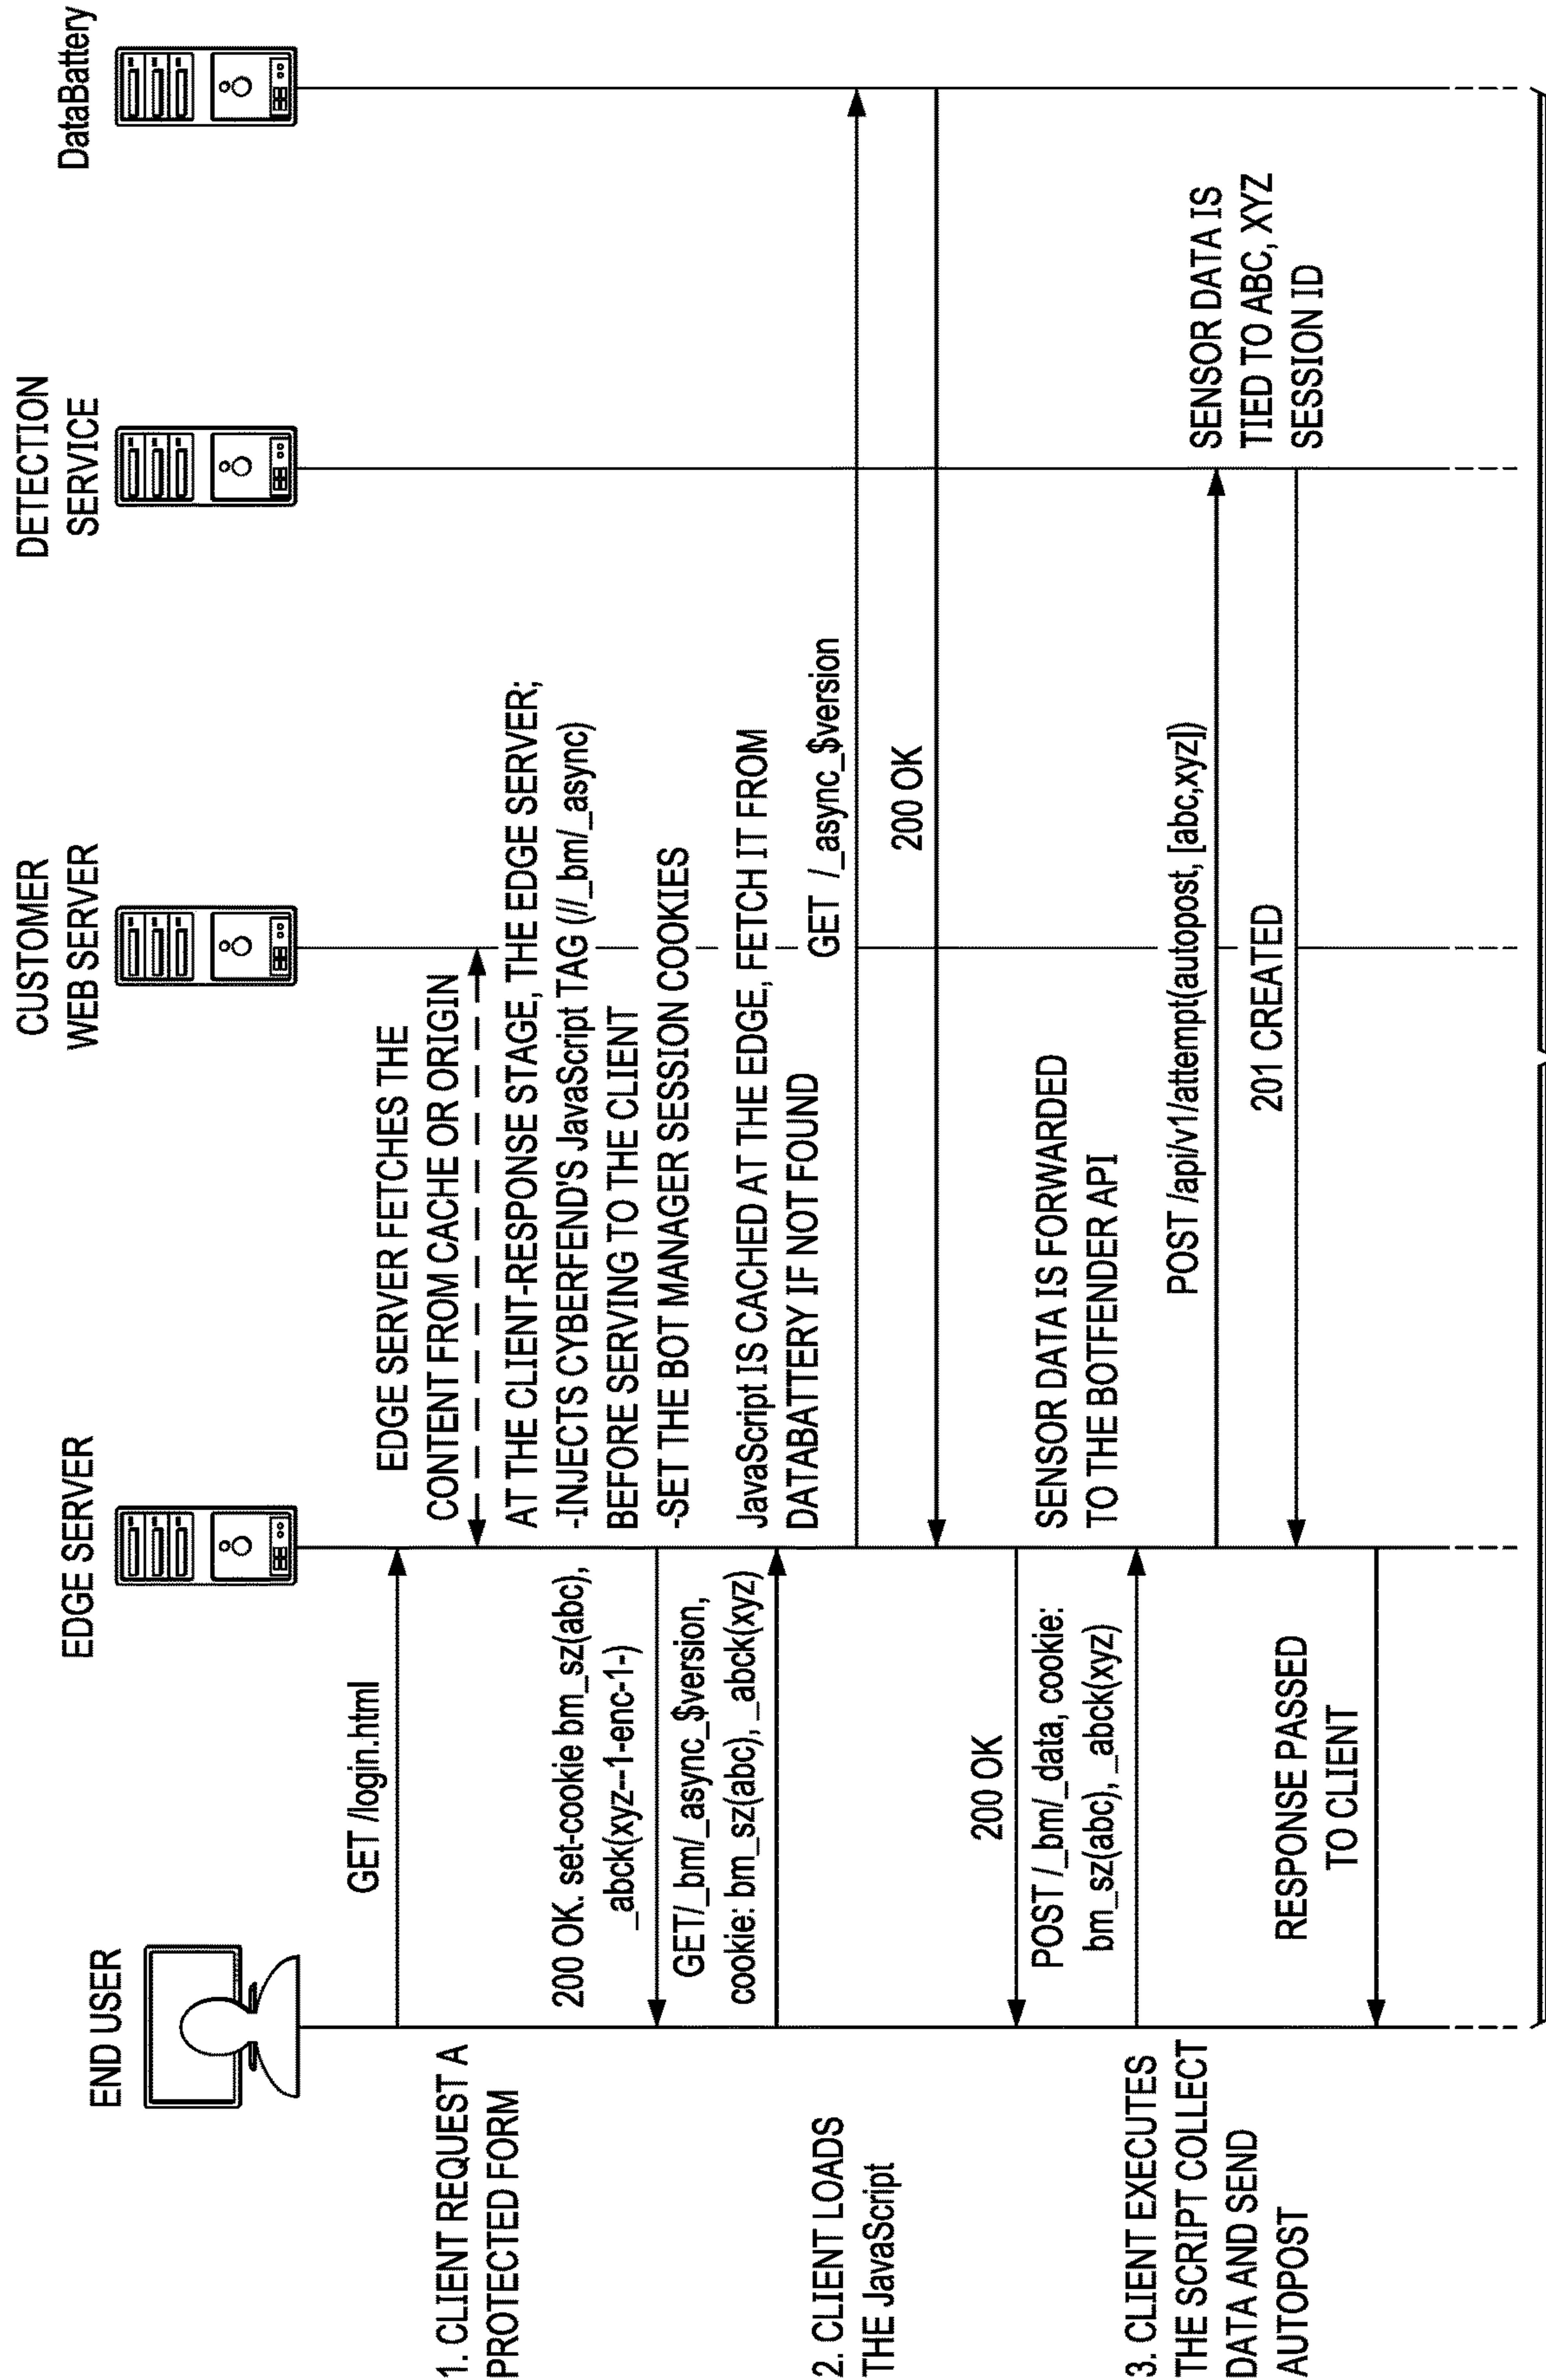 END USER
EDGE SERVER
CUSTOMER
WEB SERVER
DETECTION
SERVICE
DataBattery
1. CLIENT REQUEST A
PROTECTED FORM
GET /login.html
EDGE SERVER FETCHES THE
CONTENT FROM CACHE OR ORIGIN
AT THE CLIENT-RESPONSE STAGE, THE EDGE SERVER;
-INJECTS CYBERFEND'S JavaScript TAG (//_bm/_async)
BEFORE SERVING TO THE CLIENT
-SET THE BOT MANAGER SESSION COOKIES
200 OK. set-cookie bm_sz(abc),
_abck(xyz--1-enc-1-)
2. CLIENT LOADS
THE JavaScript
GET/_bm/_async_$version,
cookie: bm_sz(abc), _abck(xyz)
JavaScript IS CACHED AT THE EDGE, FETCH IT FROM
DATABATTERY IF NOT FOUND
GET /_async_$version
200 OK
200 OK
3. CLIENT EXECUTES
THE SCRIPT COLLECT
DATA AND SEND
AUTOPOST
POST /_bm/_data, cookie:
bm_sz(abc), _abck(xyz)
SENSOR DATA IS FORWARDED
TO THE BOTFENDER API
POST /api/v1/attempt(autopost, [abc,xyz])
SENSOR DATA IS
TIED TO ABC, XYZ
SESSION ID
201 CREATED
RESPONSE PASSED
TO CLIENT